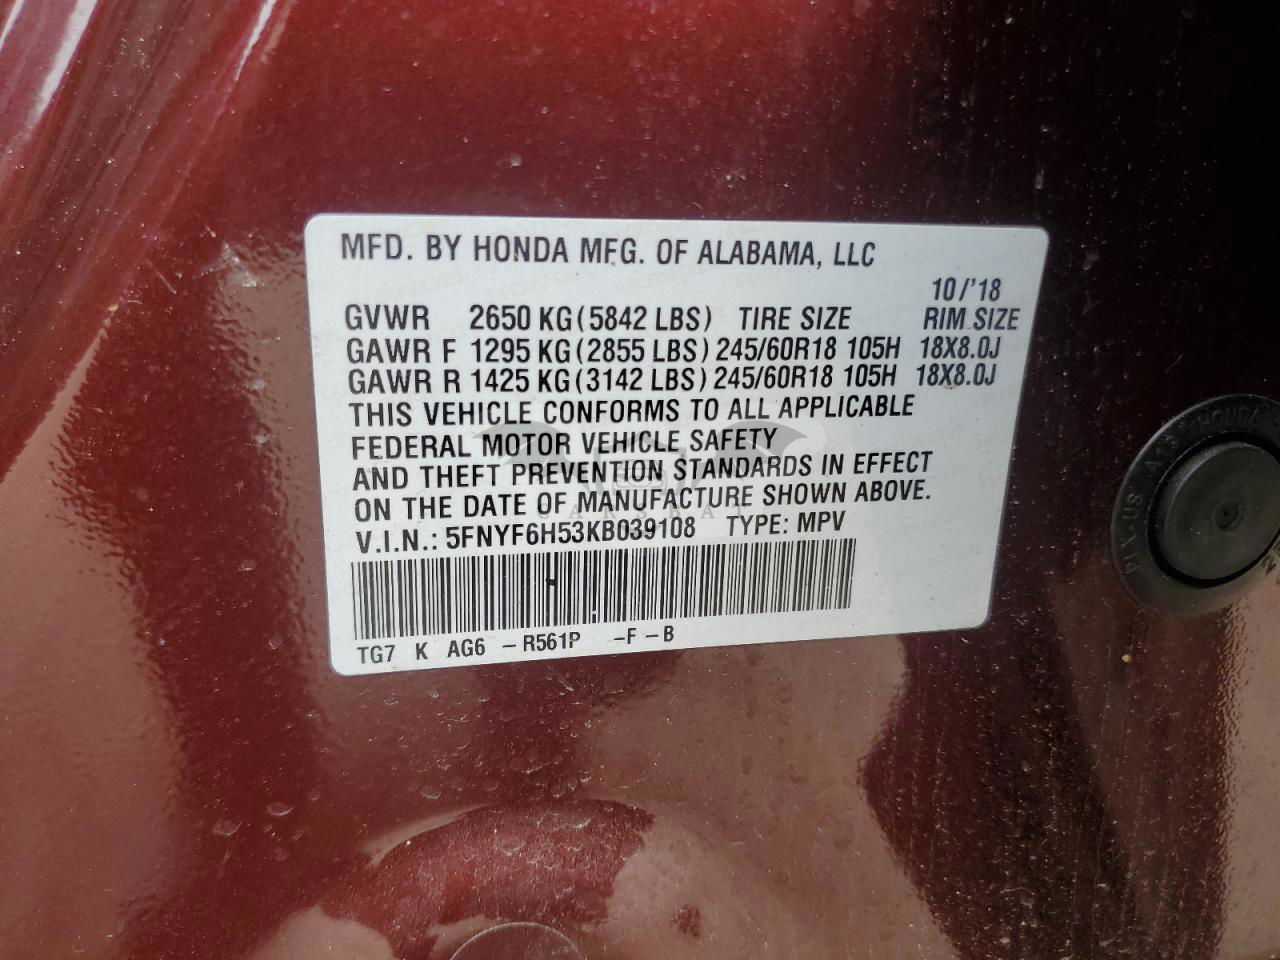 MFD. BY HONDA MFG. OF ALABAMA, LLC
10/'18
GVWR 2650 KG (5842 LBS) TIRE SIZE RIM SIZE
GAWR F 1295 KG (2855 LBS) 245/60R18 105H 18X8.0J
GAWR R 1425 KG (3142 LBS) 245/60R18 105H 18X8.0J
THIS VEHICLE CONFORMS TO ALL APPLICABLE
FEDERAL MOTOR VEHICLE SAFETY
AND THEFT PREVENTION STANDARDS IN EFFECT
ON THE DATE OF MANUFACTURE SHOWN ABOVE.
V.I.N.: 5FNYF6H53KB039108 TYPE: MPV
TG7 K AG6 -R561P -F -B
CARSBAT
HONDA